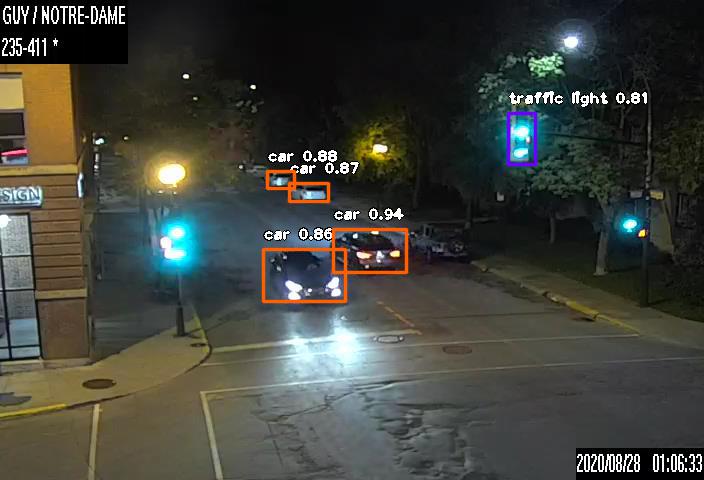 GUY / NOTRE-DAME
235-411 *
traffic light 0.81
car 0.88
car 0.87
car 0.94
car 0.86
SIGN
2020/08/28 01:06:33